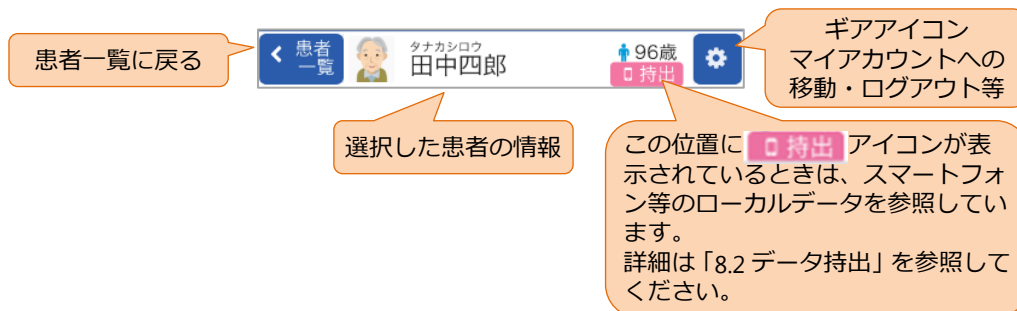 患者一覧に戻る
患者
一覧
タナカシロウ
田中四郎
96歳
持出
ギアアイコン
マイアカウントへの
移動・ログアウト等
選択した患者の情報
この位置に 持出 アイコンが表
示されているときは、スマートフォ
ン等のローカルデータを参照してい
ます。
詳細は「8.2 データ持出」を参照して
ください。